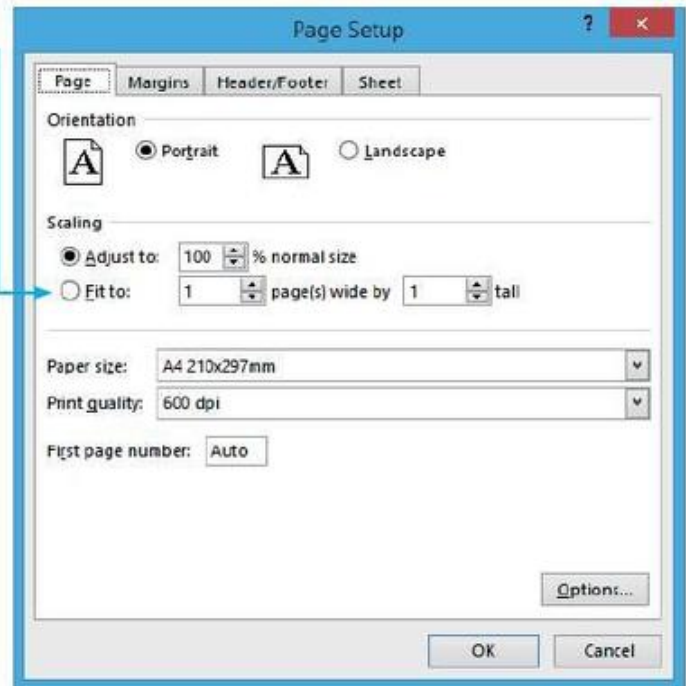 Page Setup ? ×
Page Margins Header/Footer Sheet
Orientation
A Portrait A Landscape
Scaling
Adjust to: 100 % normal size
Fit to: 1 page(s) wide by 1 tall
Paper size: A4 210x297mm
Print quality: 600 dpi
First page number: Auto
Options...
OK Cancel